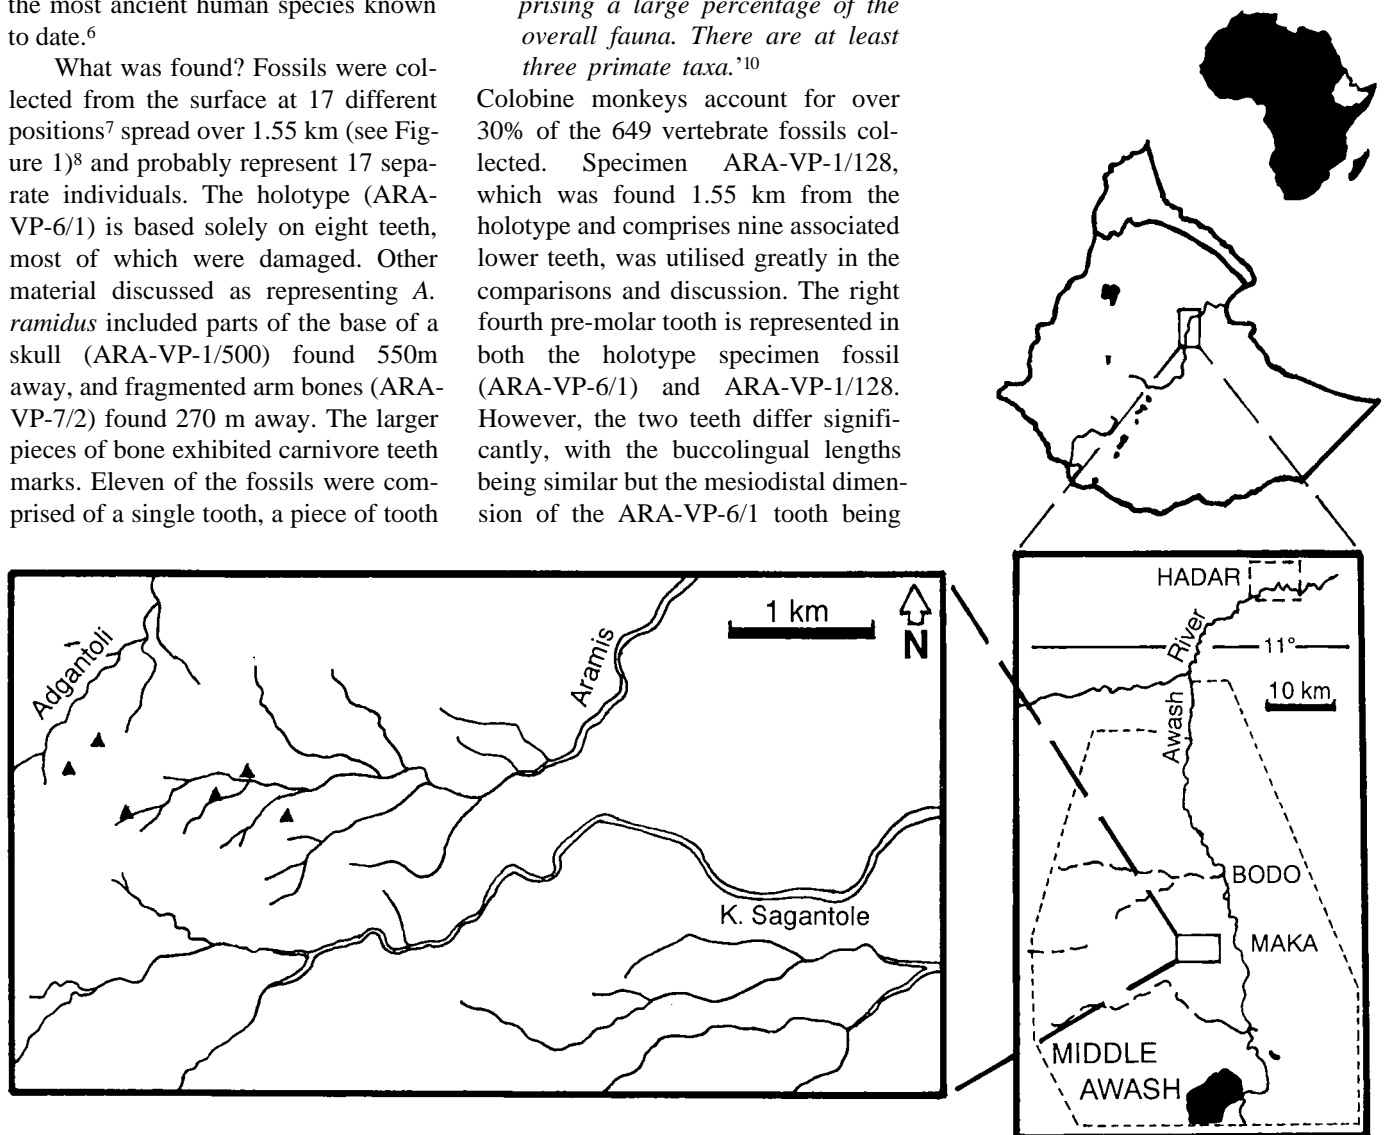 the most ancient human species known
to date.6
What was found? Fossils were col-
lected from the surface at 17 different
positions7 spread over 1.55 km (see Fig-
ure 1)8 and probably represent 17 sepa-
rate individuals. The holotype (ARA-
VP-6/1) is based solely on eight teeth,
most of which were damaged. Other
material discussed as representing A.
ramidus included parts of the base of a
skull (ARA-VP-1/500) found 550m
away, and fragmented arm bones (ARA-
VP-7/2) found 270 m away. The larger
pieces of bone exhibited carnivore teeth
marks. Eleven of the fossils were com-
prised of a single tooth, a piece of tooth
prising a large percentage of the
overall fauna. There are at least
three primate taxa.'10
Colobine monkeys account for over
30% of the 649 vertebrate fossils col-
lected. Specimen ARA-VP-1/128,
which was found 1.55 km from the
holotype and comprises nine associated
lower teeth, was utilised greatly in the
comparisons and discussion. The right
fourth pre-molar tooth is represented in
both the holotype specimen fossil
(ARA-VP-6/1) and ARA-VP-1/128.
However, the two teeth differ signifi-
cantly, with the buccolingual lengths
being similar but the mesiodistal dimen-
sion of the ARA-VP-6/1 tooth being
Adgantoli
Aramis
1 km
N
K. Sagantole
HADAR
River
11°
10 km
Awash
BODO
MAKA
MIDDLE
AWASH